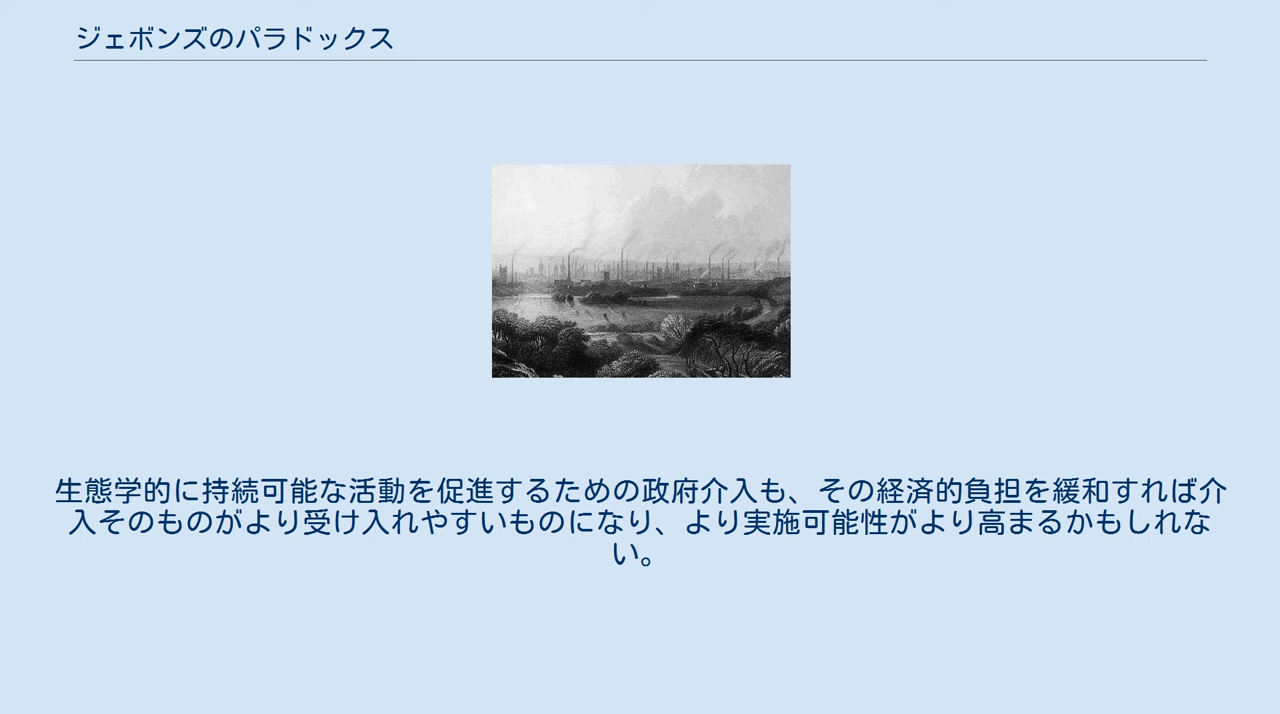 ジェボンズのパラドックス
生態学的に持続可能な活動を促進するための政府介入も、その経済的負担を緩和すれば介
入そのものがより受け入れやすいものになり、より実施可能性がより高まるかもしれな
い。